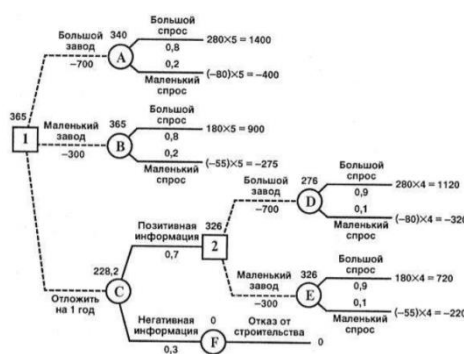 Большой
завод
–700
340
A
Большой
спрос
0,8
280×5 = 1400
0,2
Маленький
спрос
(–80)×5 = –400
365
1
Маленький
завод
–300
365
B
Большой
спрос
0,8
180×5 = 900
0,2
Маленький
спрос
(–55)×5 = –275
Отложить
на 1 год
228,2
C
Позитивная
информация
0,7
326
2
Большой
завод
–700
276
D
Большой
спрос
0,9
280×4 = 1120
0,1
Маленький
спрос
(–80)×4 = –320
Маленький
завод
–300
326
E
Большой
спрос
0,9
180×4 = 720
0,1
Маленький
спрос
(–55)×4 = –220
Негативная
информация
0,3
0
F
Отказ от
строительства
0